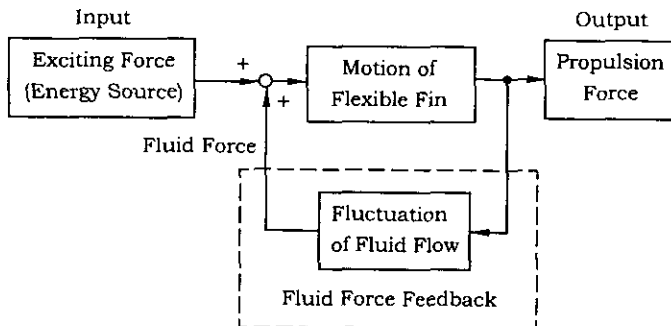 Input
Output
Exciting Force
(Energy Source)
+
+
Motion of
Flexible Fin
Propulsion
Force
Fluid Force
Fluctuation
of Fluid Flow
Fluid Force Feedback